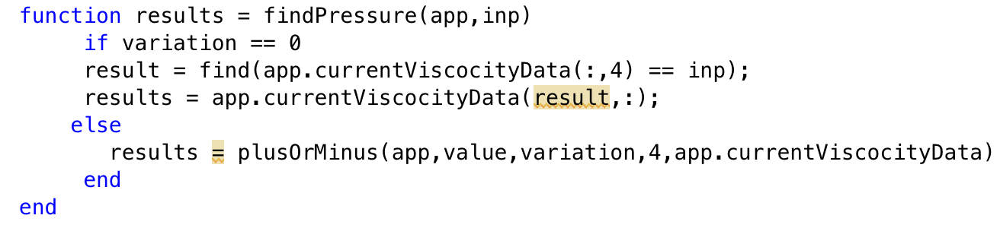 function results = findPressure(app,inp)
if variation == 0
result = find(app.currentViscocityData(:,4) == inp);
results = app.currentViscocityData(result,:);
else
results = plusOrMinus(app,value,variation,4,app.currentViscocityData)
end
end